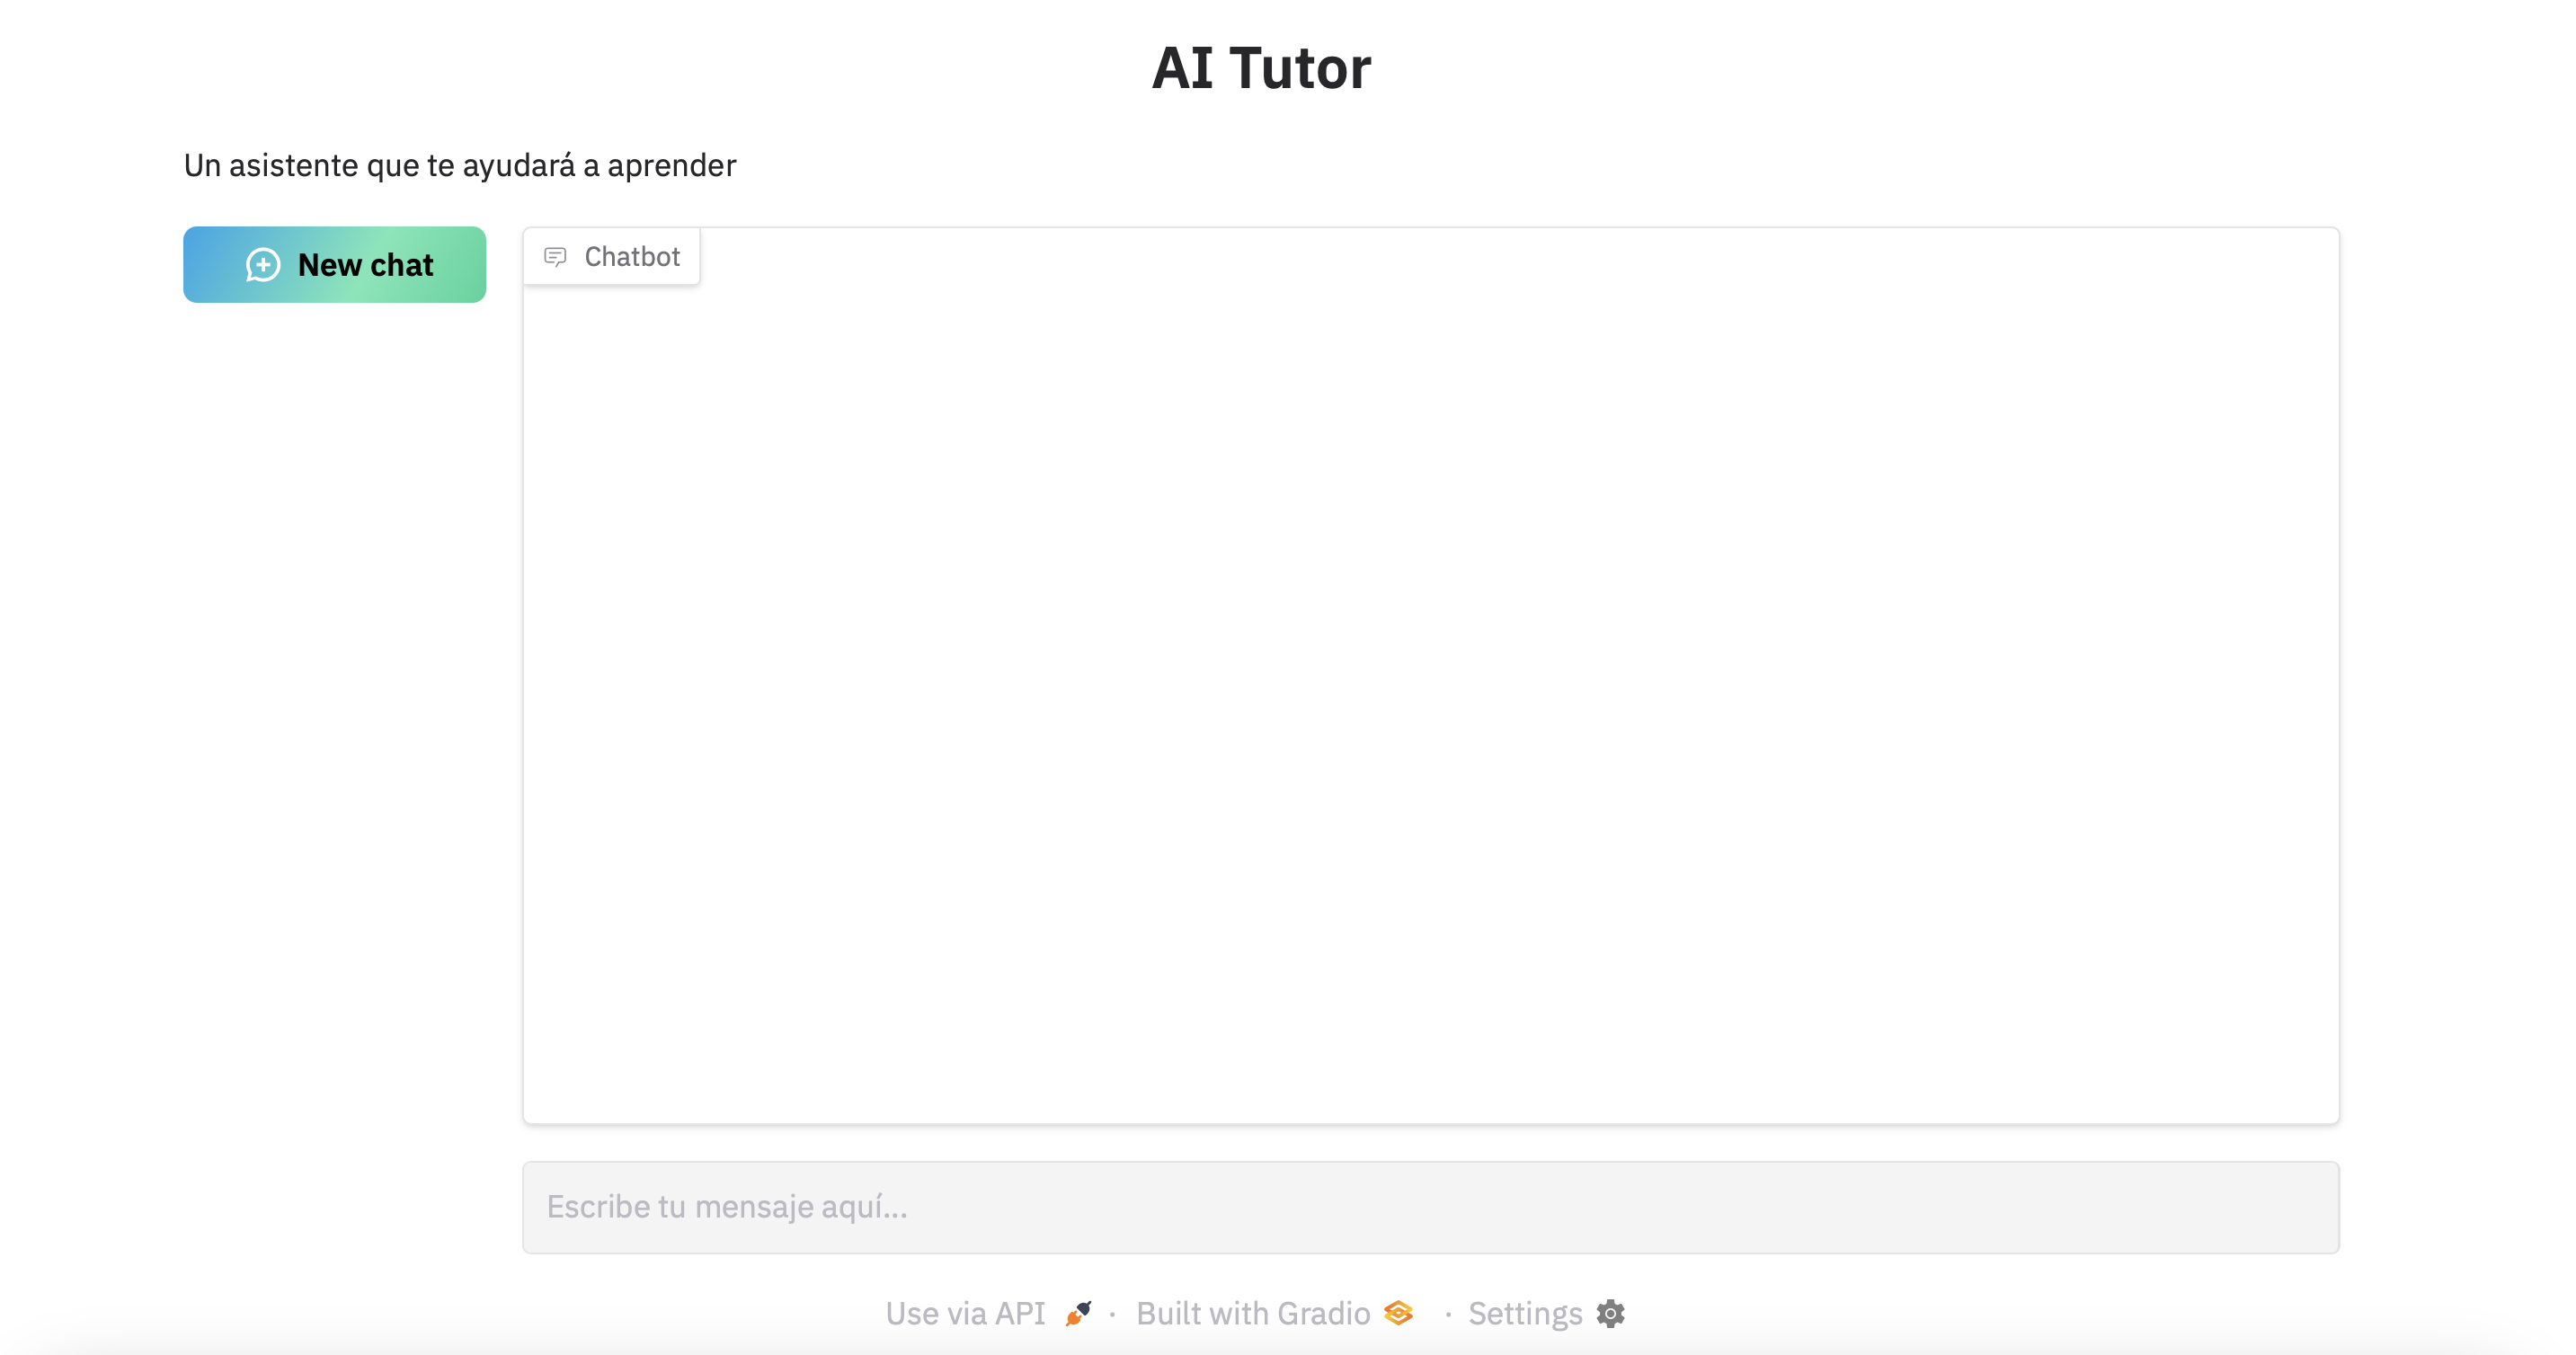 AI Tutor
Un asistente que te ayudará a aprender
New chat
Chatbot
Escribe tu mensaje aquí...
Use via API · Built with Gradio · Settings